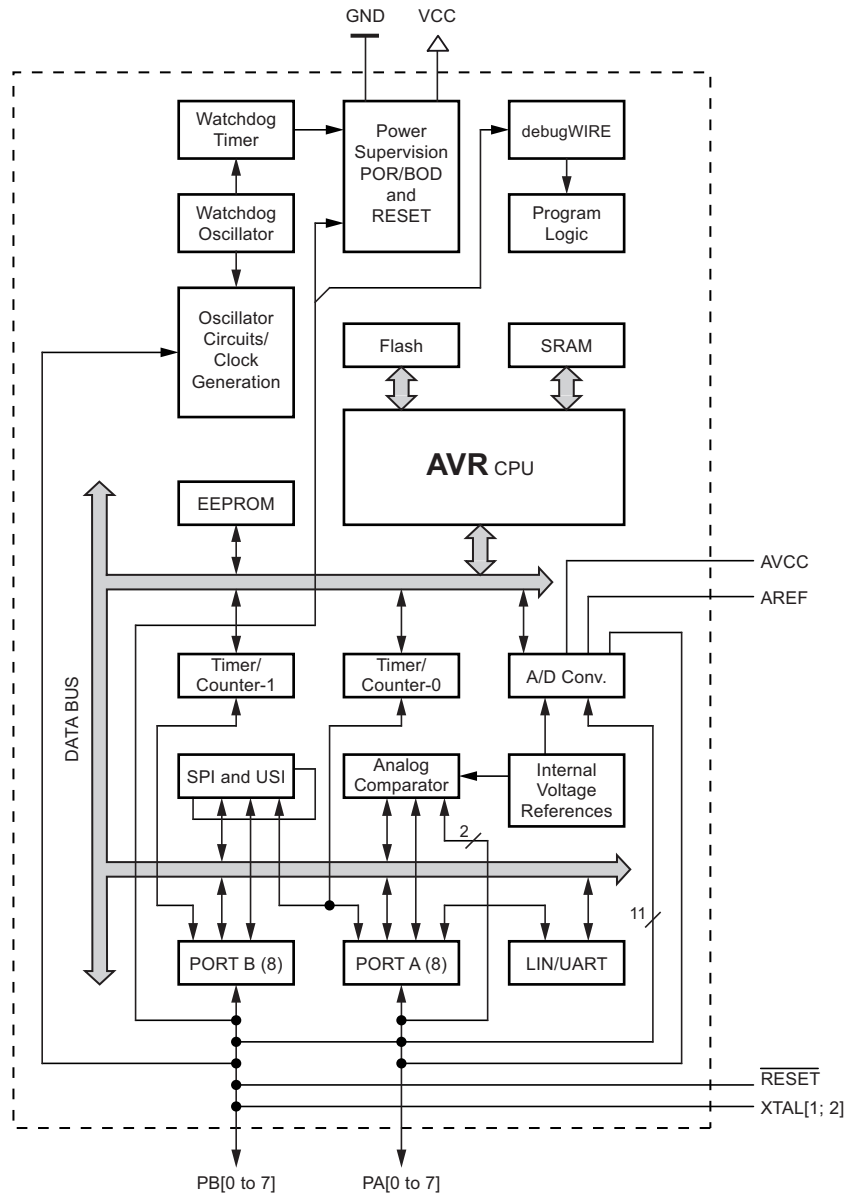 GND
VCC
Watchdog
Timer
Power
Supervision
POR/BOD
and
RESET
debugWIRE
Watchdog
Oscillator
Program
Logic
Oscillator
Circuits/
Clock
Generation
Flash
SRAM
AVR CPU
EEPROM
AVCC
AREF
DATA BUS
Timer/
Counter-1
Timer/
Counter-0
A/D Conv.
SPI and USI
Analog
Comparator
Internal
Voltage
References
2
11
PORT B (8)
PORT A (8)
LIN/UART
RESET
XTAL[1; 2]
PB[0 to 7]
PA[0 to 7]